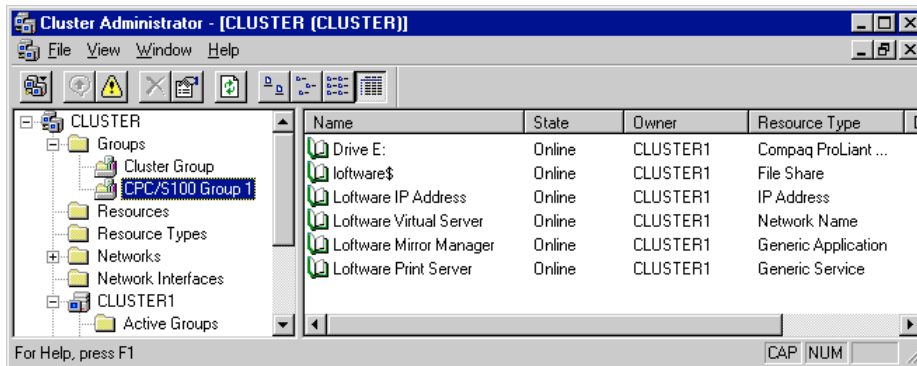 Cluster Administrator - [CLUSTER (CLUSTER)]
File View Window Help
CLUSTER
Groups
Cluster Group
CPC/S100 Group 1
Resources
Resource Types
Networks
Network Interfaces
CLUSTER1
Active Groups
Name State Owner Resource Type
Drive E: Online CLUSTER1 Compaq ProLiant ...
loftware$ Online CLUSTER1 File Share
Loftware IP Address Online CLUSTER1 IP Address
Loftware Virtual Server Online CLUSTER1 Network Name
Loftware Mirror Manager Online CLUSTER1 Generic Application
Loftware Print Server Online CLUSTER1 Generic Service
For Help, press F1
CAP NUM